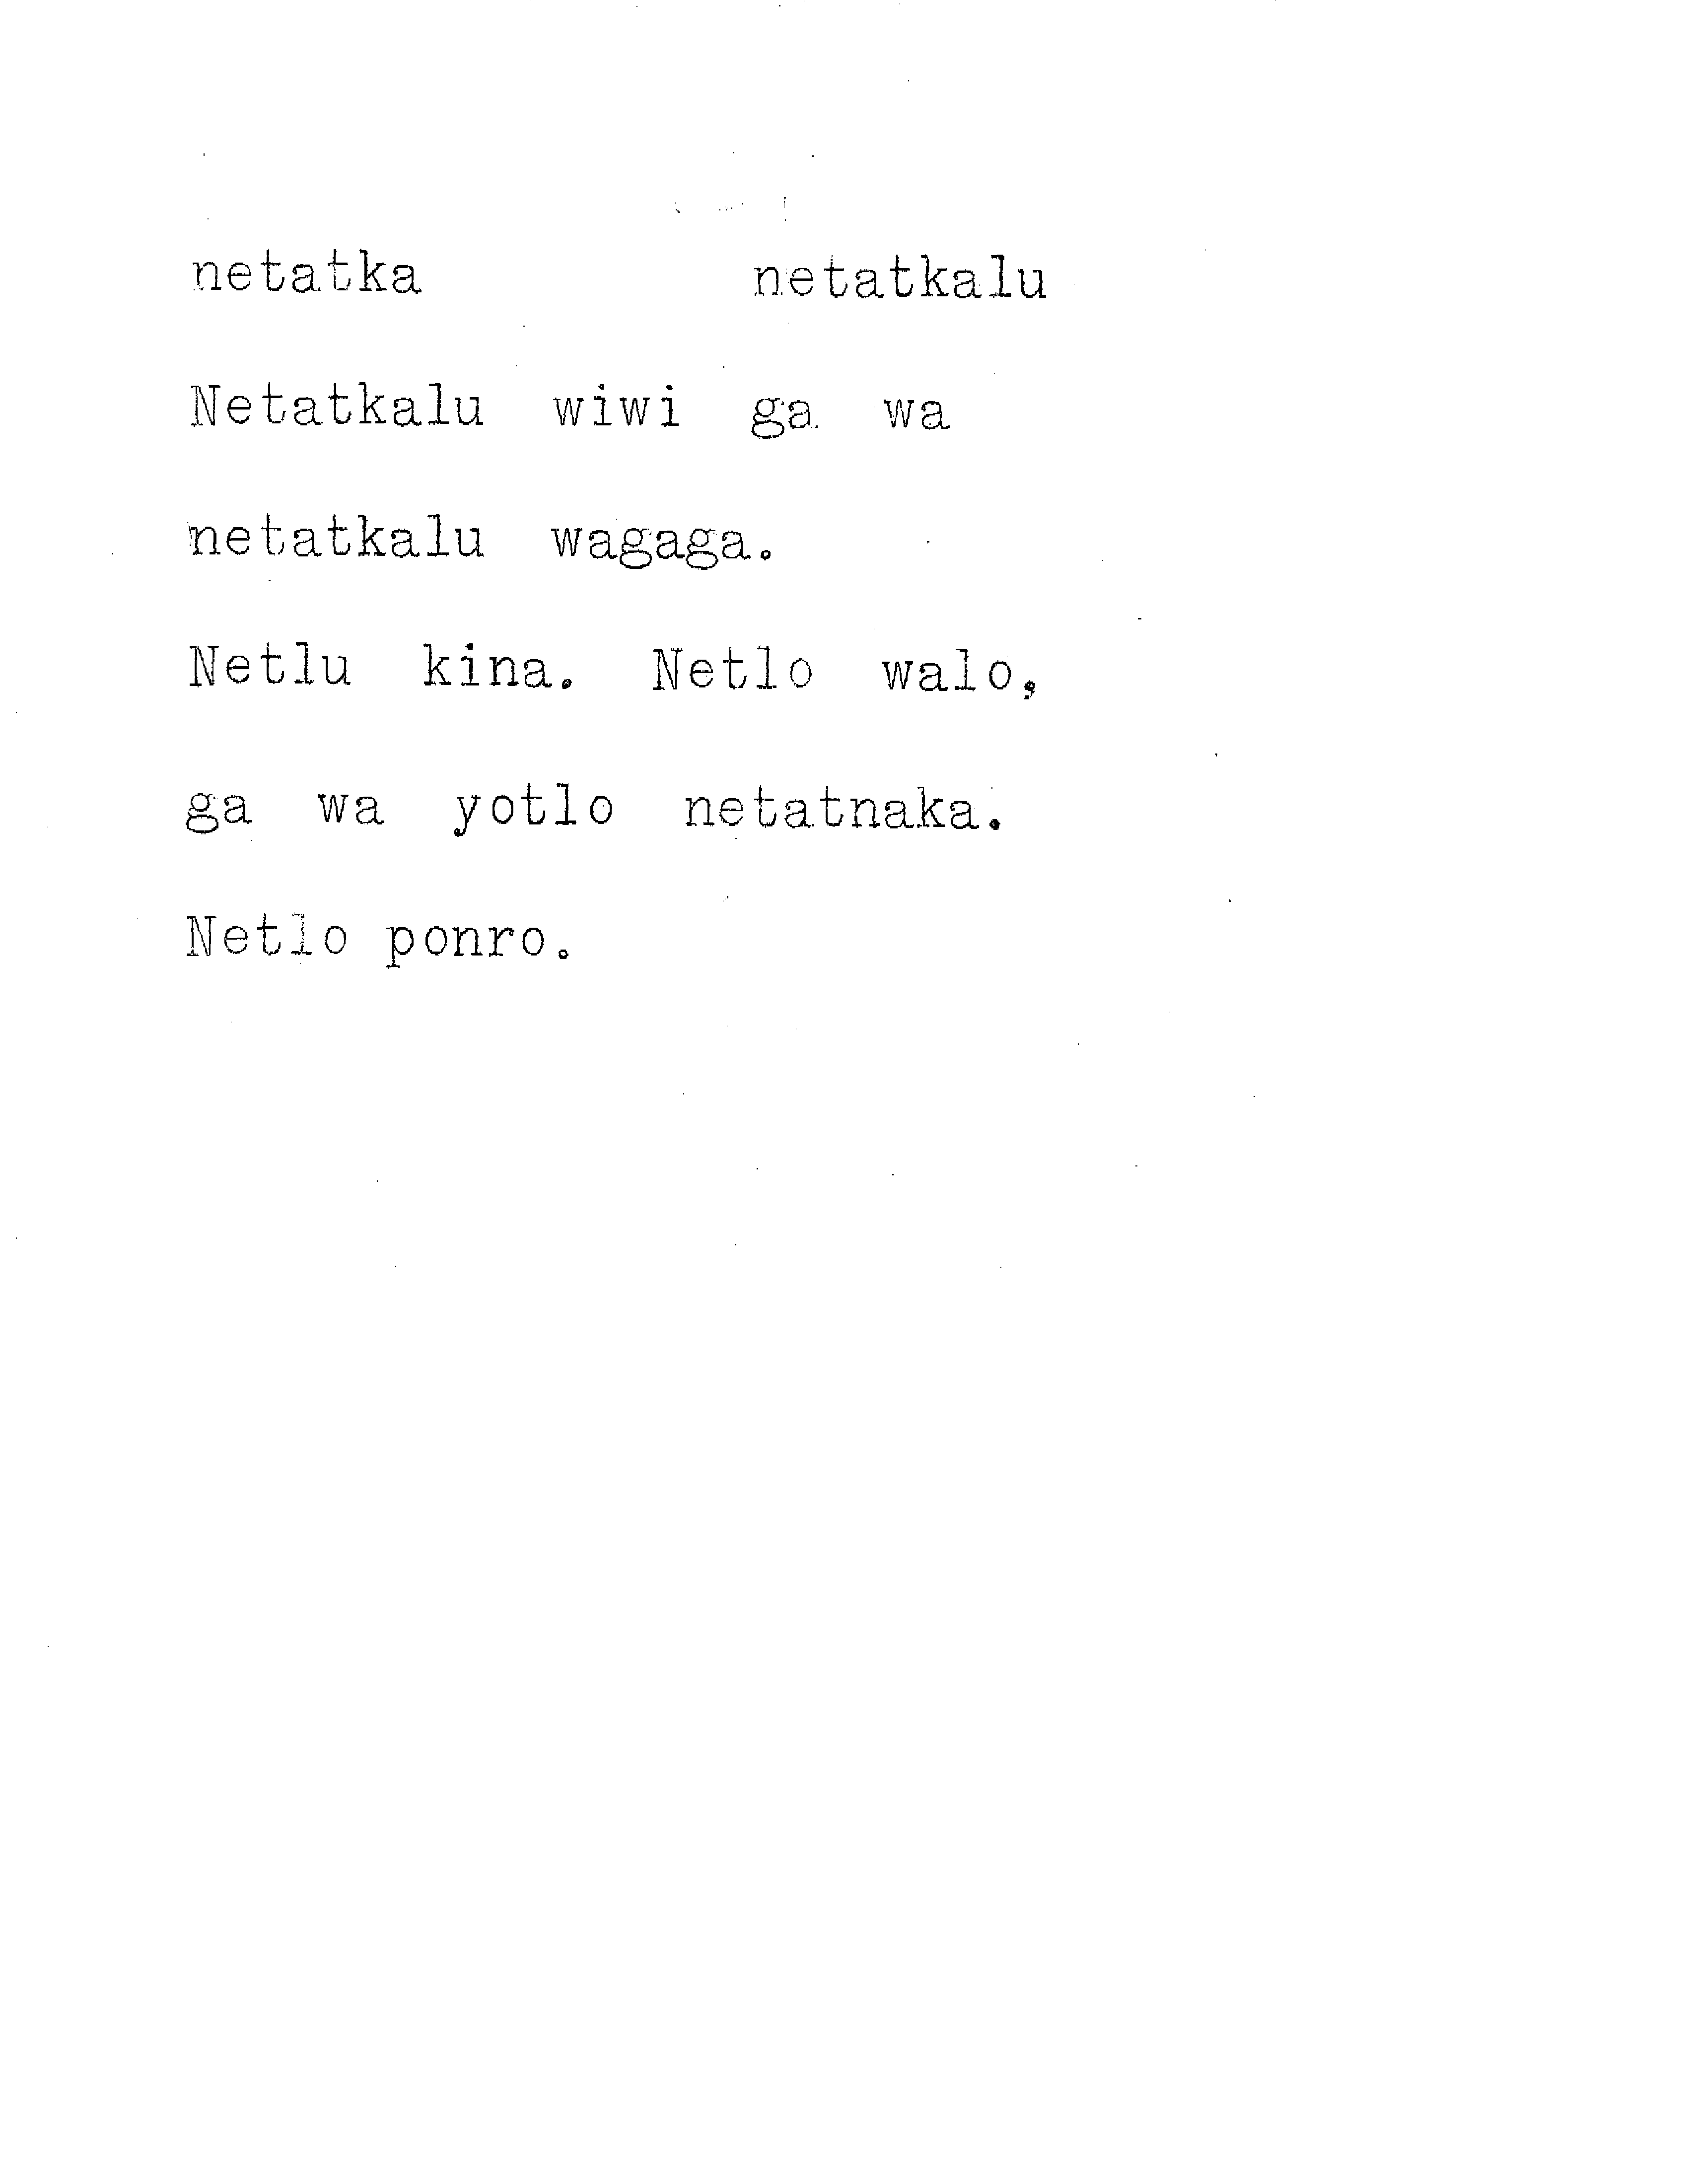 netatka netatkalu
Netatkalu wiwi ga wa
netatkalu wagaga.
Netlu kina. Netlo walo,
ga wa yotlo netatnaka.
Netlo ponro.